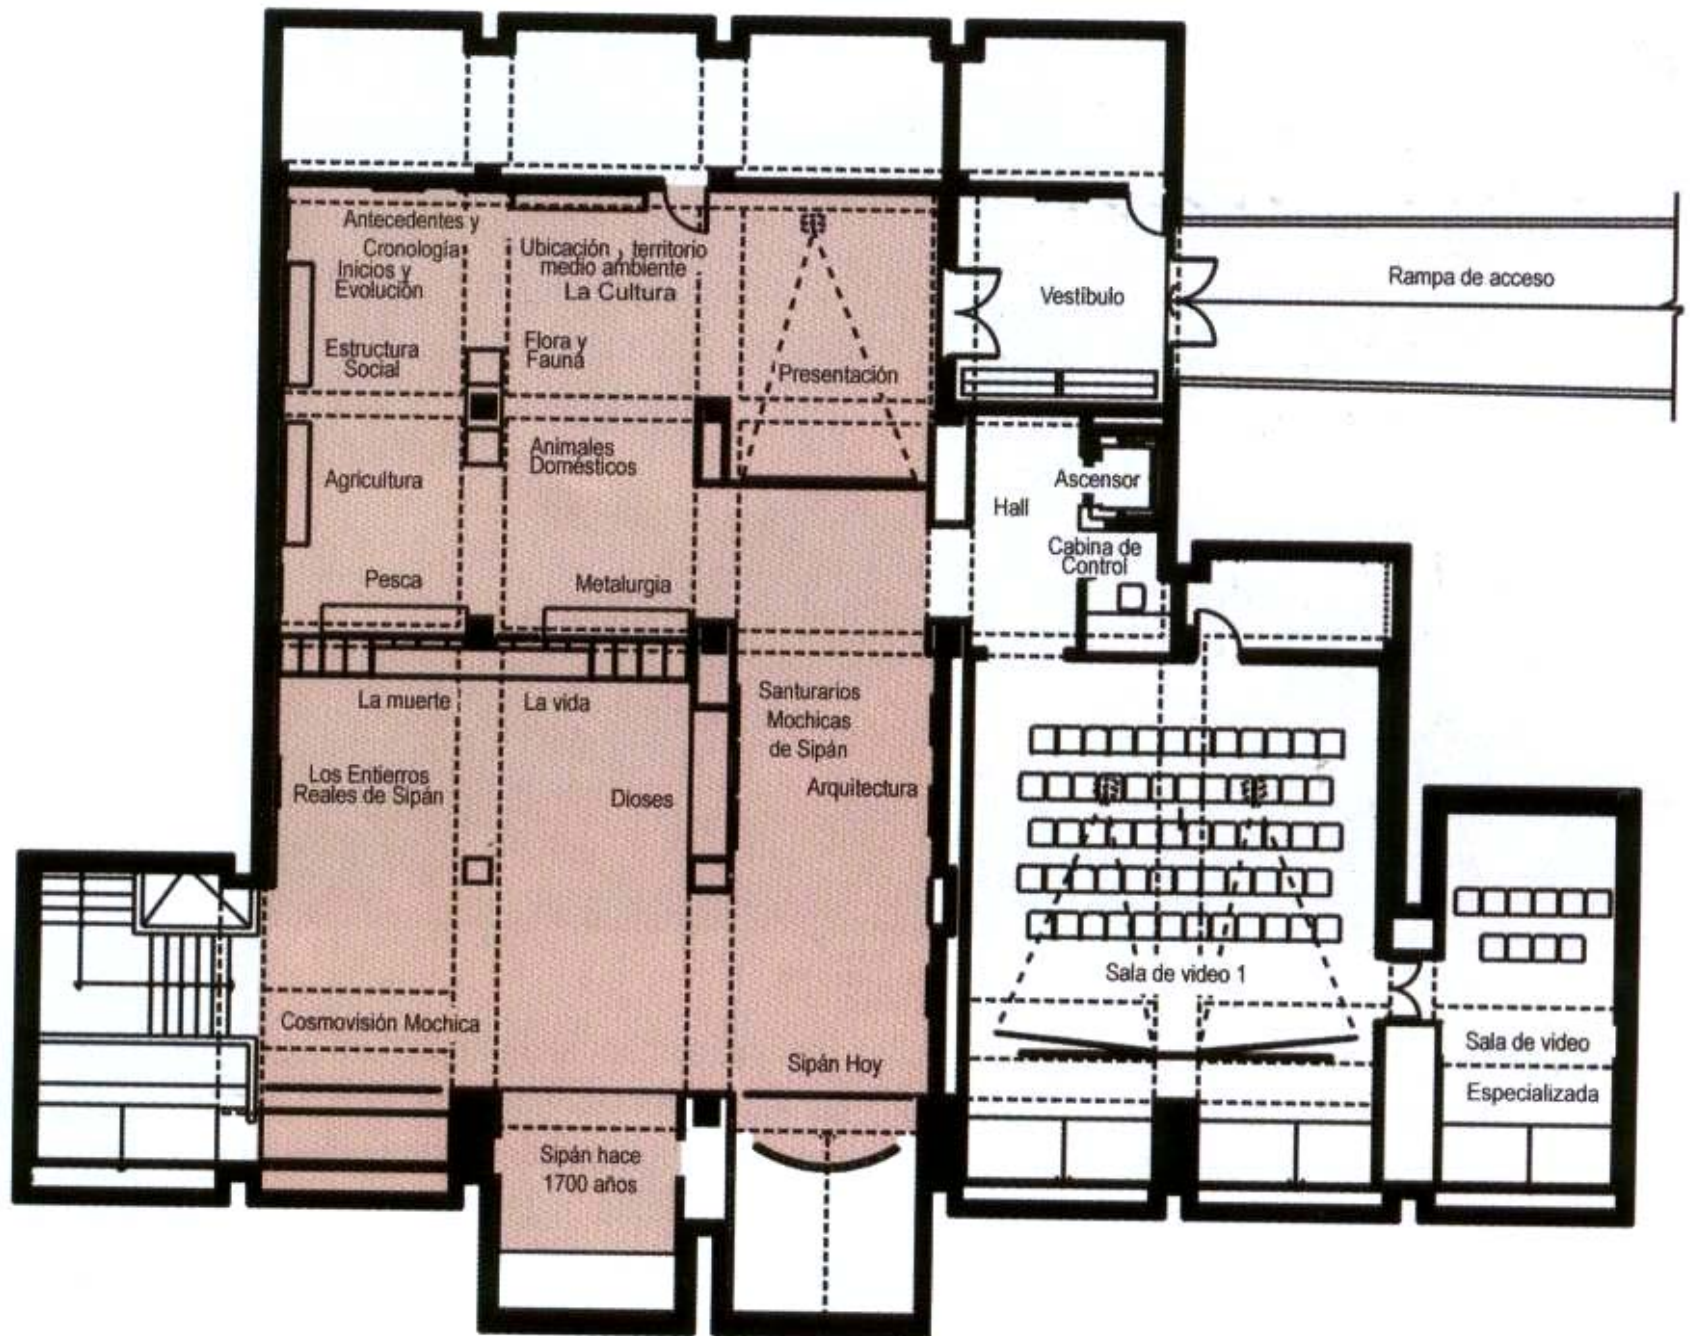 Antecedentes y
Cronología
Inicios y
Evolución
Estructura
Social
Ubicación , territorio
medio ambiente
La Cultura
Flora y
Fauna
Presentación
Vestíbulo
Rampa de acceso
Agricultura
Animales
Domésticos
Pesca
Metalurgia
Hall
Ascensor
Cabina de
Control
La muerte
La vida
Los Entierros
Reales de Sipán
Dioses
Santurarios
Mochicas
de Sipán
Arquitectura
Cosmovisión Mochica
Sipán hace
1700 años
Sipán Hoy
Sala de video 1
Sala de video
Especializada